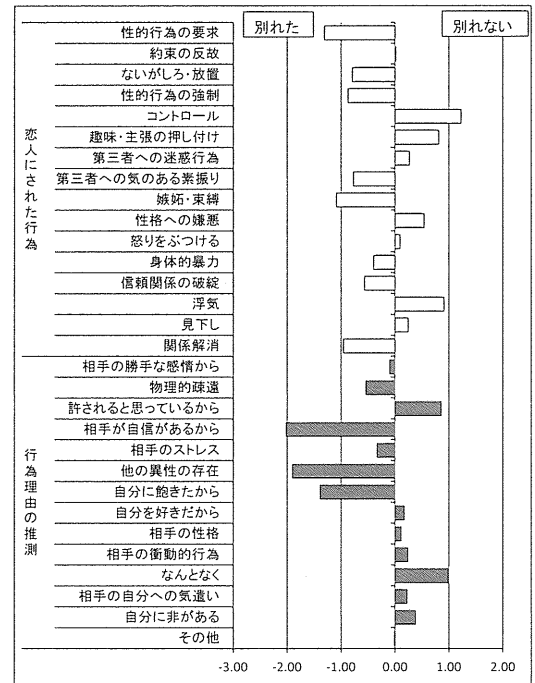 別れた 別れない
恋人にされた行為
性的行為の要求
約束の反故
ないがしろ・放置
性的行為の強制
コントロール
趣味・主張の押し付け
第三者への迷惑行為
第三者への気のある素振り
嫉妬・束縛
性格への嫌悪
怒りをぶつける
身体的暴力
信頼関係の破綻
浮気
見下し
関係解消
行為理由の推測
相手の勝手な感情から
物理的疎遠
許されると思っているから
相手が自信があるから
相手のストレス
他の異性の存在
自分に飽きたから
自分を好きだから
相手の性格
相手の衝動的行為
なんとなく
相手の自分への気遣い
自分に非がある
その他
-3.00 -2.00 -1.00 0.00 1.00 2.00